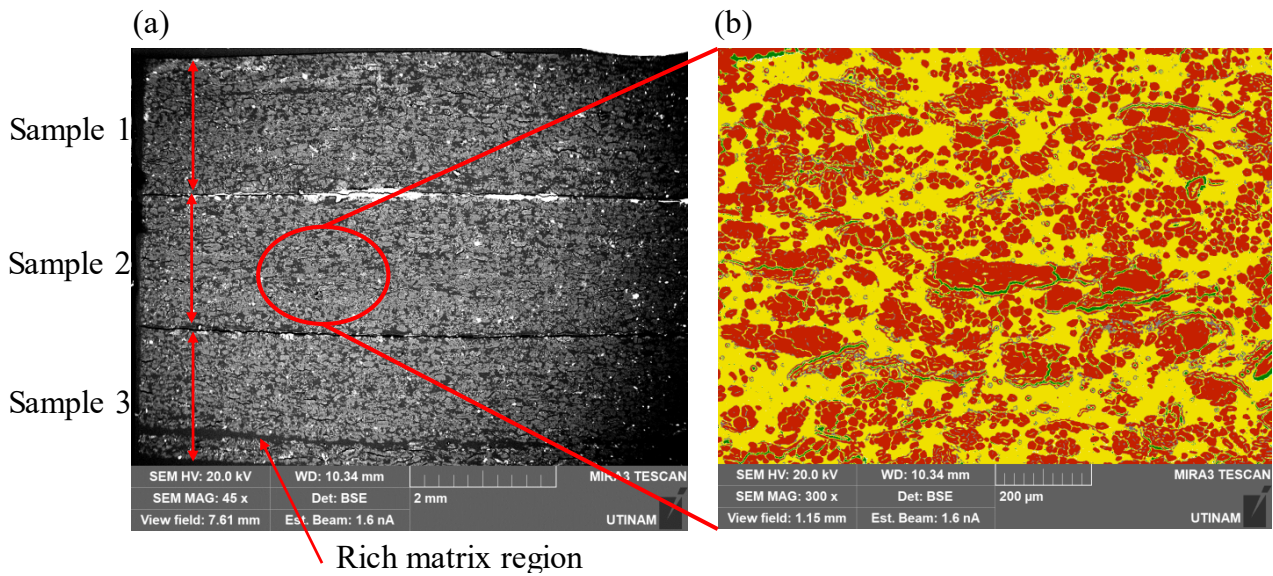 (a)
(b)
Sample 1
Sample 2
Sample 3
SEM HV: 20.0 kV
WD: 10.34 mm
MIRA3 TESCAN
SEM MAG: 45 x
Det: BSE
2 mm
View field: 7.61 mm
Est. Beam: 1.6 nA
UTINAM
SEM HV: 20.0 kV
WD: 10.34 mm
MIRA3 TESCAN
SEM MAG: 300 x
Det: BSE
200 µm
View field: 1.15 mm
Est. Beam: 1.6 nA
UTINAM
Rich matrix region